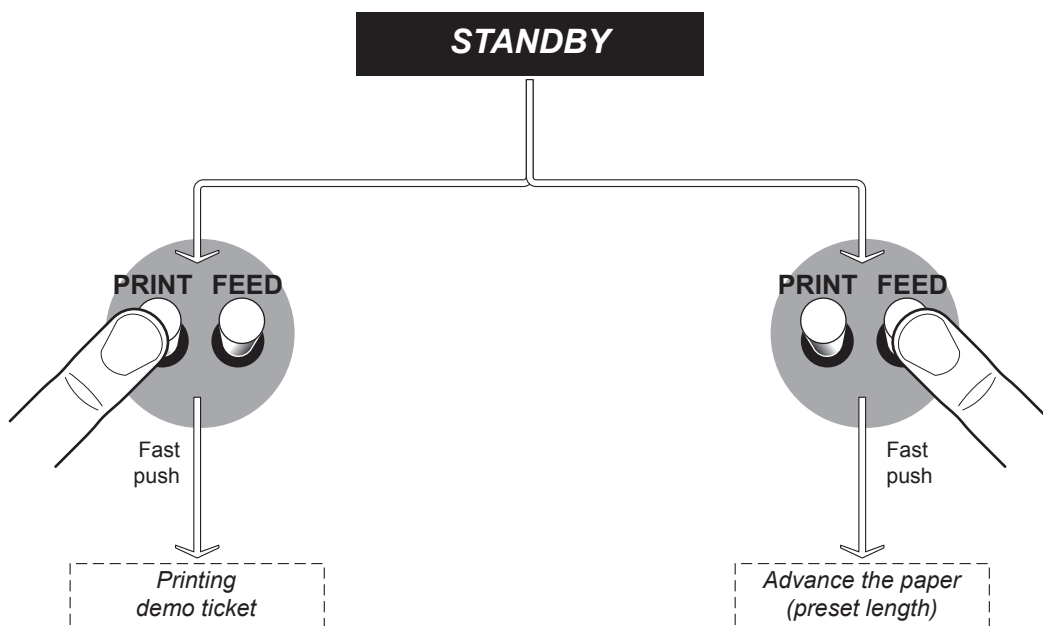 STANDBY
PRINT FEED
PRINT FEED
Fast
push
Fast
push
Printing
demo ticket
Advance the paper
(preset length)